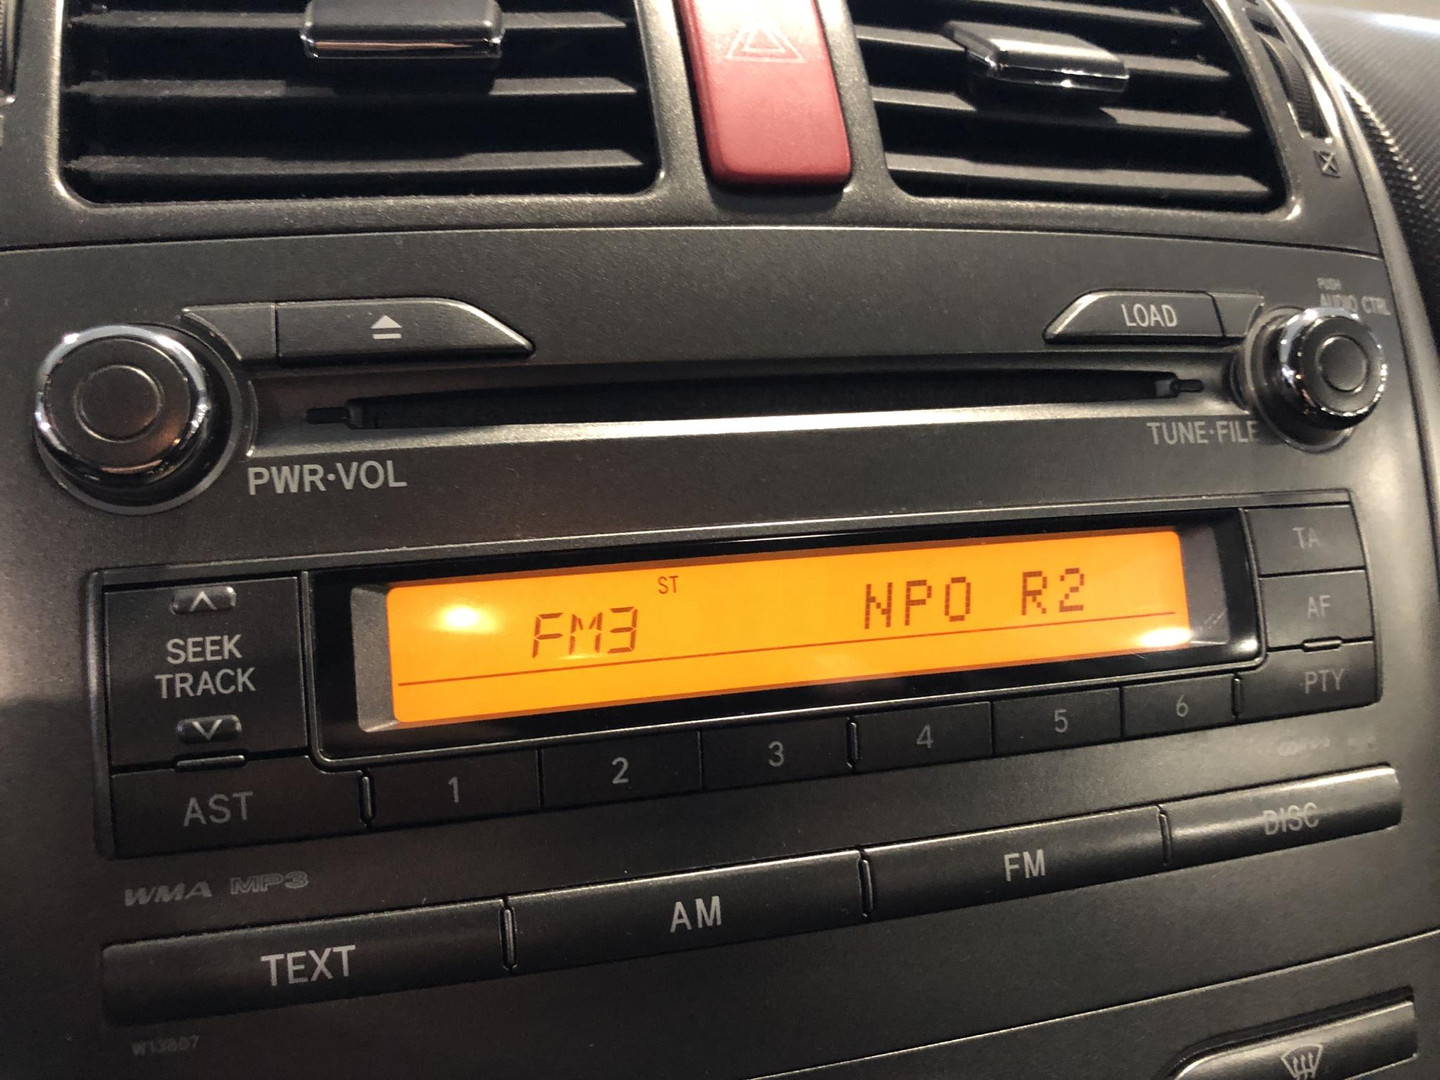 LOAD
PUSH
AUDIO CTRL
PWR•VOL
TUNE•FILE
ST
FM3 NPO R2
TA
AF
PTY
SEEK
TRACK
AST
1 2 3 4 5 6
WMA MP3
TEXT AM FM DISC
W13807